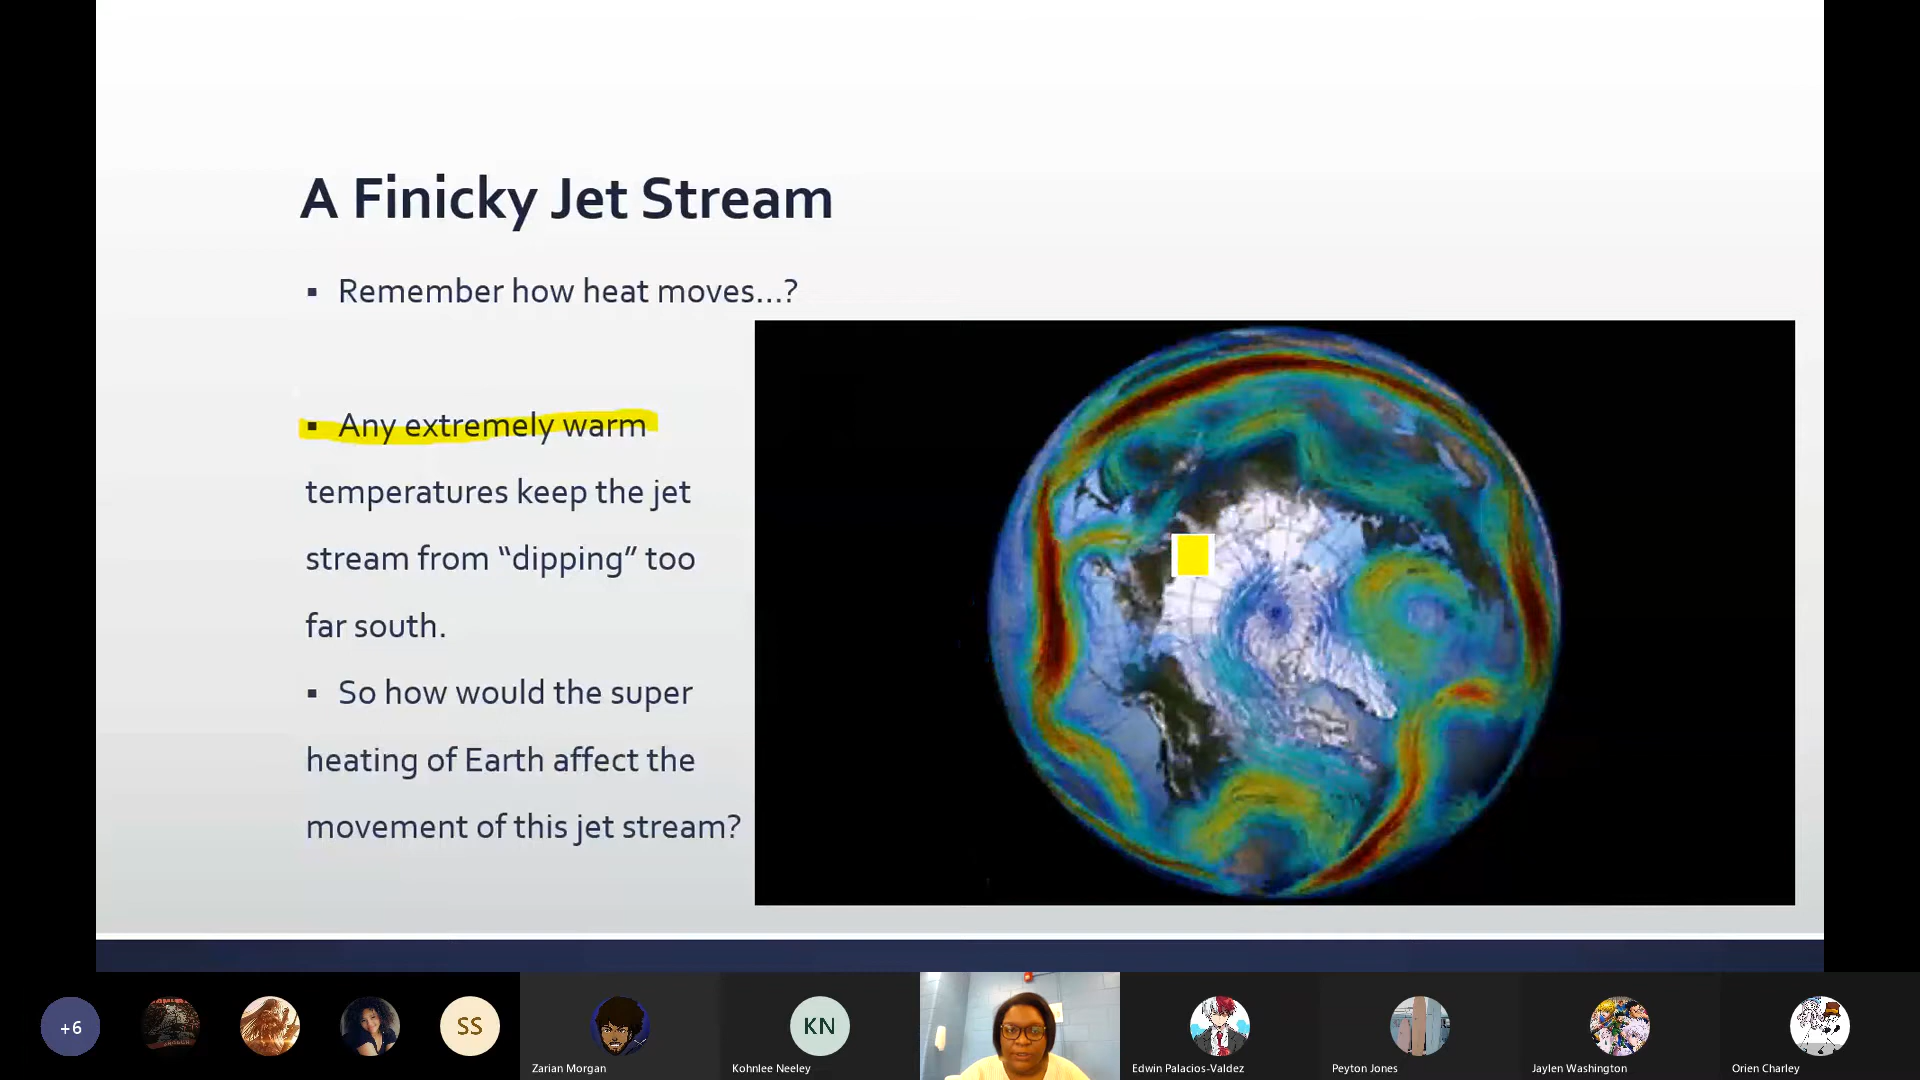 A Finicky Jet Stream
▪ Remember how heat moves...?
▪ Any extremely warm
temperatures keep the jet
stream from “dipping” too
far south.
▪ So how would the super
heating of Earth affect the
movement of this jet stream?
+6
SS
KN
Zarian Morgan
Kohnlee Neeley
Edwin Palacios-Valdez
Peyton Jones
Jaylen Washington
Orien Charley